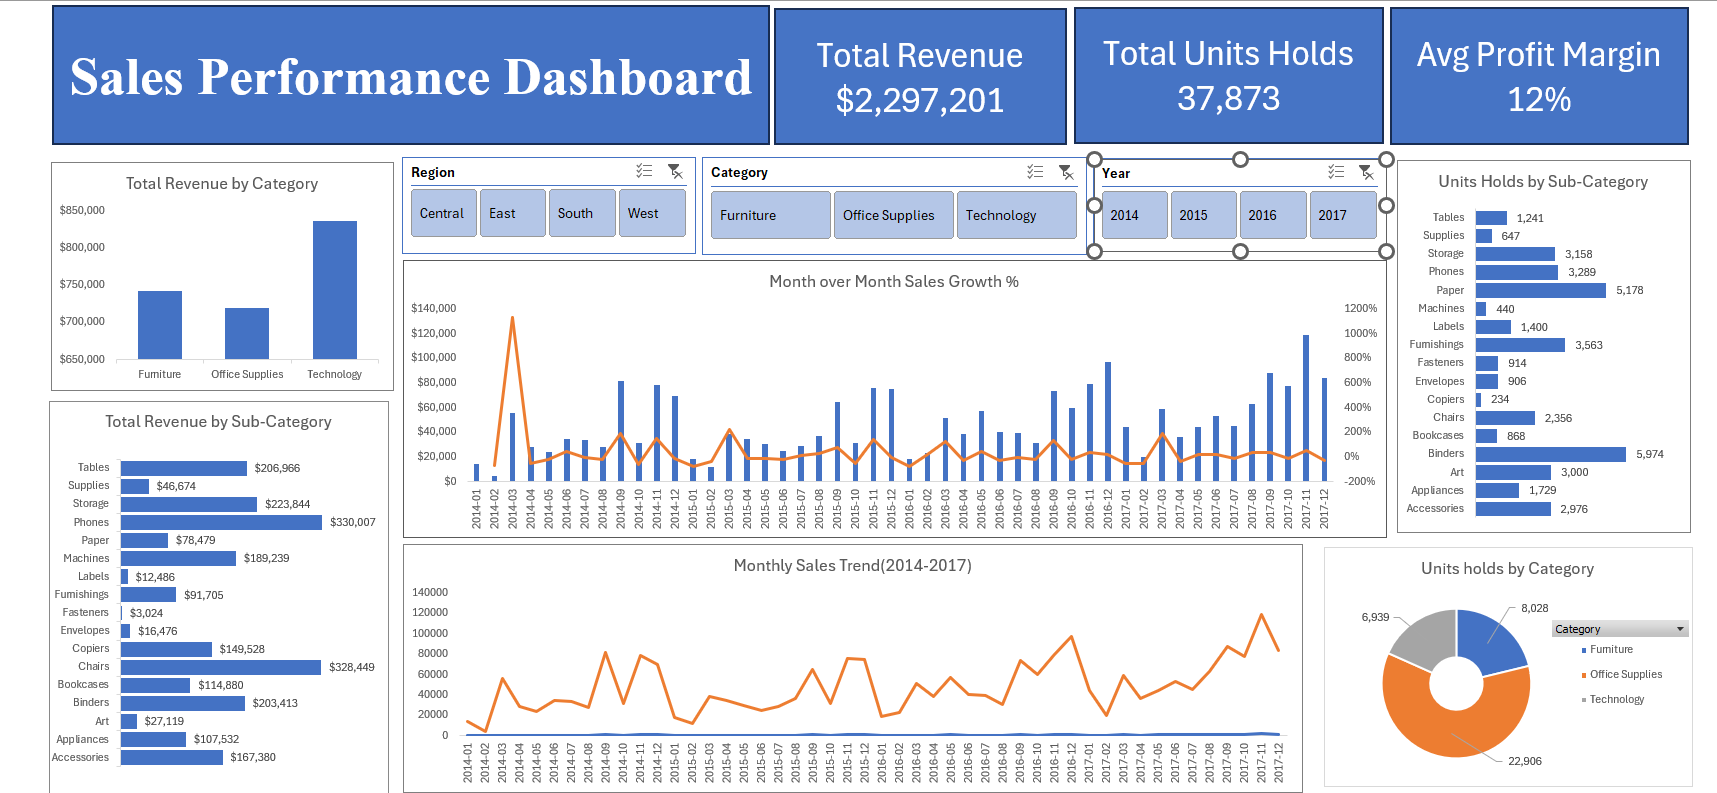 Sales Performance Dashboard
Total Revenue
$2,297,201
Total Units Holds
37,873
Avg Profit Margin
12%
Total Revenue by Category
$850,000
$800,000
$750,000
$700,000
$650,000
Furniture Office Supplies Technology
Region
Central East South West
Category
Furniture Office Supplies Technology
Year
2014 2015 2016 2017
Units Holds by Sub-Category
Tables 1,241
Supplies 647
Storage 3,158
Phones 3,289
Paper 5,178
Machines 440
Labels 1,400
Furnishings 3,563
Fasteners 914
Envelopes 906
Copiers 234
Chairs 2,356
Bookcases 868
Binders 5,974
Art 3,000
Appliances 1,729
Accessories 2,976
Month over Month Sales Growth %
$140,000 1200%
$120,000 1000%
$100,000 800%
$80,000 600%
$60,000 400%
$40,000 200%
$20,000 0%
$0 -200%
2014-01 2014-02 2014-03 2014-04 2014-05 2014-06 2014-07 2014-08 2014-09 2014-10 2014-11 2014-12 2015-01 2015-02 2015-03 2015-04 2015-05 2015-06 2015-07 2015-08 2015-09 2015-10 2015-11 2015-12 2016-01 2016-02 2016-03 2016-04 2016-05 2016-06 2016-07 2016-08 2016-09 2016-10 2016-11 2016-12 2017-01 2017-02 2017-03 2017-04 2017-05 2017-06 2017-07 2017-08 2017-09 2017-10 2017-11 2017-12
Total Revenue by Sub-Category
Tables $206,966
Supplies $46,674
Storage $223,844
Phones $330,007
Paper $78,479
Machines $189,239
Labels $12,486
Furnishings $91,705
Fasteners $3,024
Envelopes $16,476
Copiers $149,528
Chairs $328,449
Bookcases $114,880
Binders $203,413
Art $27,119
Appliances $107,532
Accessories $167,380
Monthly Sales Trend(2014-2017)
140000
120000
100000
80000
60000
40000
20000
0
2014-01 2014-02 2014-03 2014-04 2014-05 2014-06 2014-07 2014-08 2014-09 2014-10 2014-11 2014-12 2015-01 2015-02 2015-03 2015-04 2015-05 2015-06 2015-07 2015-08 2015-09 2015-10 2015-11 2015-12 2016-01 2016-02 2016-03 2016-04 2016-05 2016-06 2016-07 2016-08 2016-09 2016-10 2016-11 2016-12 2017-01 2017-02 2017-03 2017-04 2017-05 2017-06 2017-07 2017-08 2017-09 2017-10 2017-11 2017-12
Units holds by Category
8,028
6,939
22,906
Category
Furniture
Office Supplies
Technology